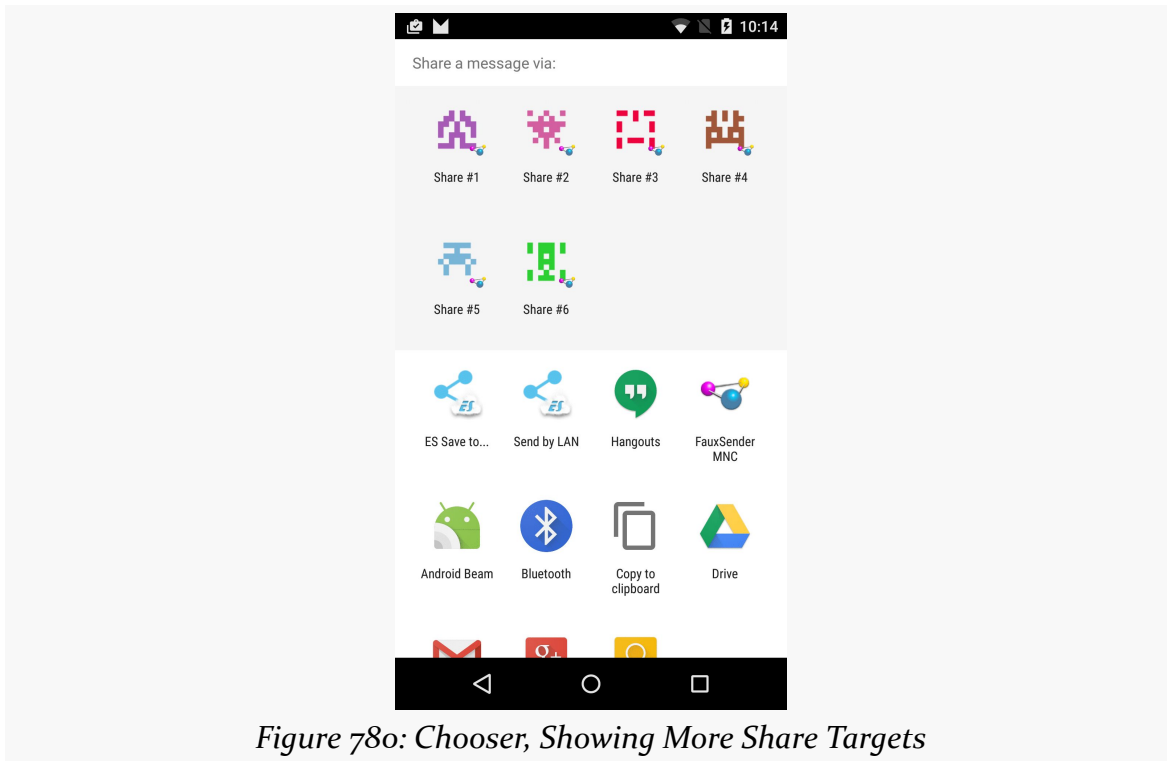 10:14
Share a message via:
Share #1 Share #2 Share #3 Share #4
Share #5 Share #6
ES ES
ES Save to... Send by LAN Hangouts FauxSender
MNC
Android Beam Bluetooth Copy to Drive
clipboard
g+
Figure 780: Chooser, Showing More Share Targets